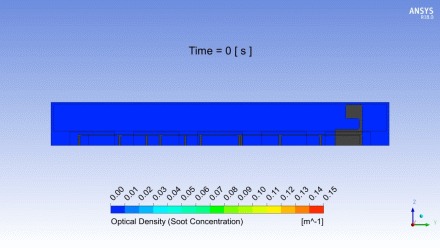 ANSYS
R18.0
Time = 0 [ s ]
0.00 0.01 0.02 0.03 0.04 0.05 0.06 0.07 0.08 0.09 0.10 0.11 0.12 0.13 0.14 0.15
Optical Density (Soot Concentration) [m^-1]
Z
Y